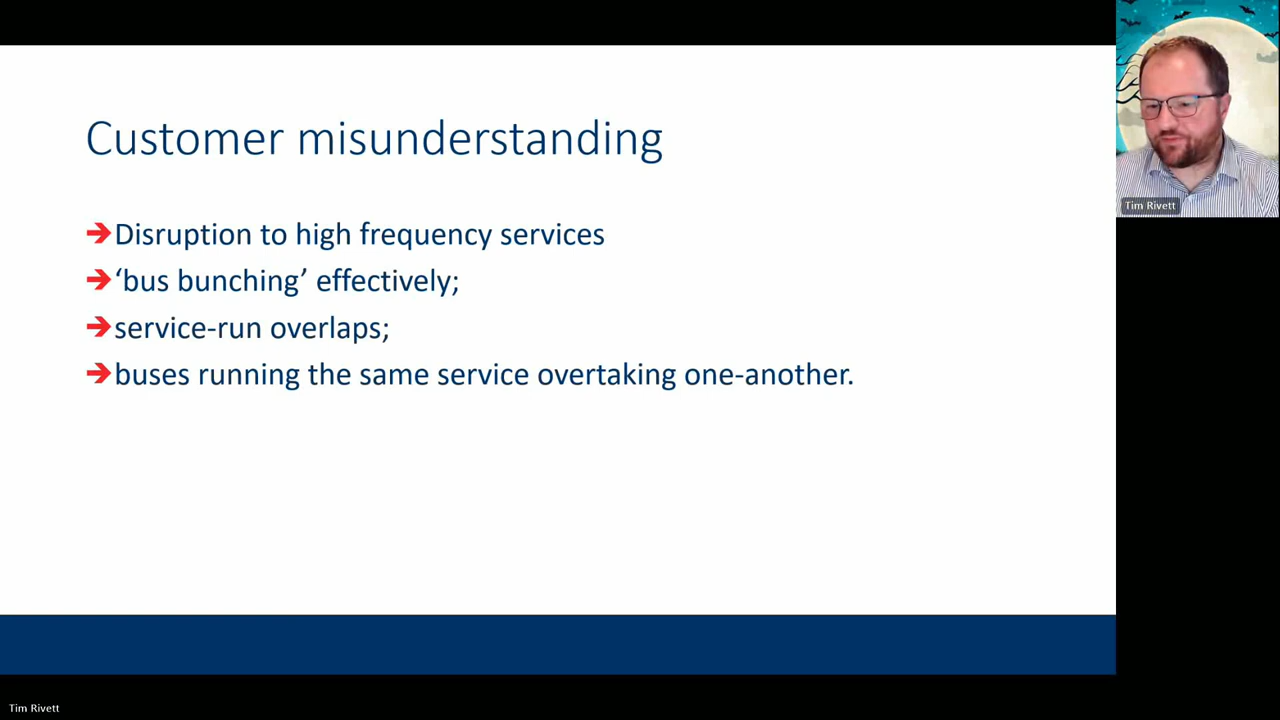 Customer misunderstanding
➔Disruption to high frequency services
➔‘bus bunching’ effectively;
➔service-run overlaps;
➔buses running the same service overtaking one-another.
Tim Rivett
Tim Rivett